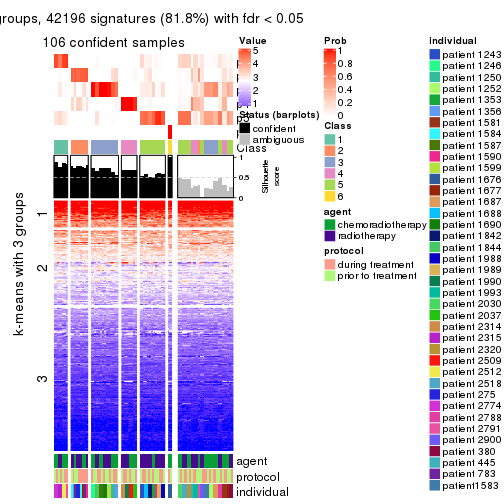 groups, 42196 signatures (81.8%) with fdr < 0.05
106 confident samples
k-means with 3 groups
1
2
3
Class
1
0.5
0
Silhouette
score
agent
protocol
individual
Value
5
4
3
2
1
Status (barplots)
confident
ambiguous
Prob
1
0.8
0.6
0.4
0.2
0
Class
1
2
3
4
5
6
agent
chemoradiotherapy
radiotherapy
protocol
during treatment
prior to treatment
individual
patient 1243
patient 1246
patient 1250
patient 1252
patient 1353
patient 1356
patient 1581
patient 1584
patient 1587
patient 1590
patient 1599
patient 1676
patient 1677
patient 1687
patient 1688
patient 1690
patient 1842
patient 1844
patient 1988
patient 1989
patient 1990
patient 1993
patient 2030
patient 2037
patient 2314
patient 2315
patient 2320
patient 2509
patient 2512
patient 2518
patient 275
patient 2774
patient 2788
patient 2791
patient 2900
patient 380
patient 445
patient 783
patient1583